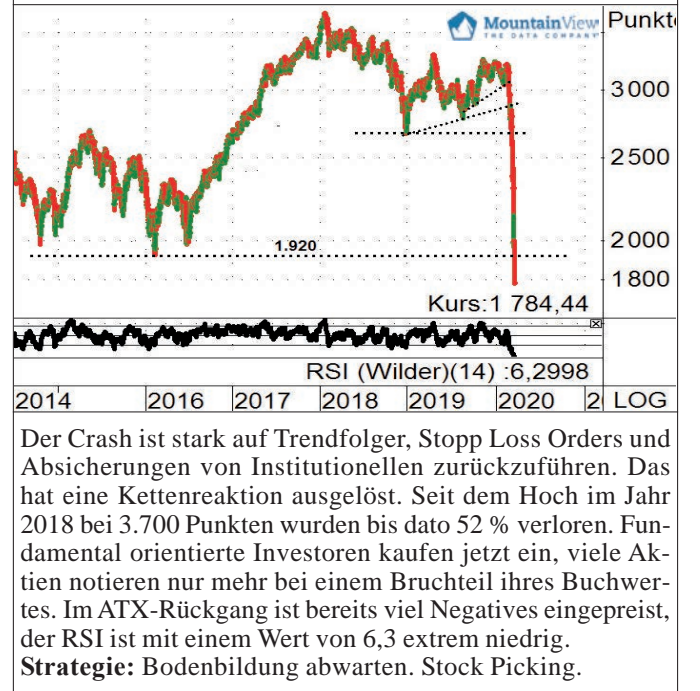 MountainView
THE DATA COMPANY
Punkt
3000
2500
2000
1800
1.920
Kurs:1 784,44
RSI (Wilder)(14) :6,2998
2014 2016 2017 2018 2019 2020 2 LOG
Der Crash ist stark auf Trendfolger, Stopp Loss Orders und
Absicherungen von Institutionellen zurückzuführen. Das
hat eine Kettenreaktion ausgelöst. Seit dem Hoch im Jahr
2018 bei 3.700 Punkten wurden bis dato 52 % verloren. Fun-
damental orientierte Investoren kaufen jetzt ein, viele Ak-
tien notieren nur mehr bei einem Bruchteil ihres Buchwer-
tes. Im ATX-Rückgang ist bereits viel Negatives eingepreist,
der RSI ist mit einem Wert von 6,3 extrem niedrig.
Strategie: Bodenbildung abwarten. Stock Picking.